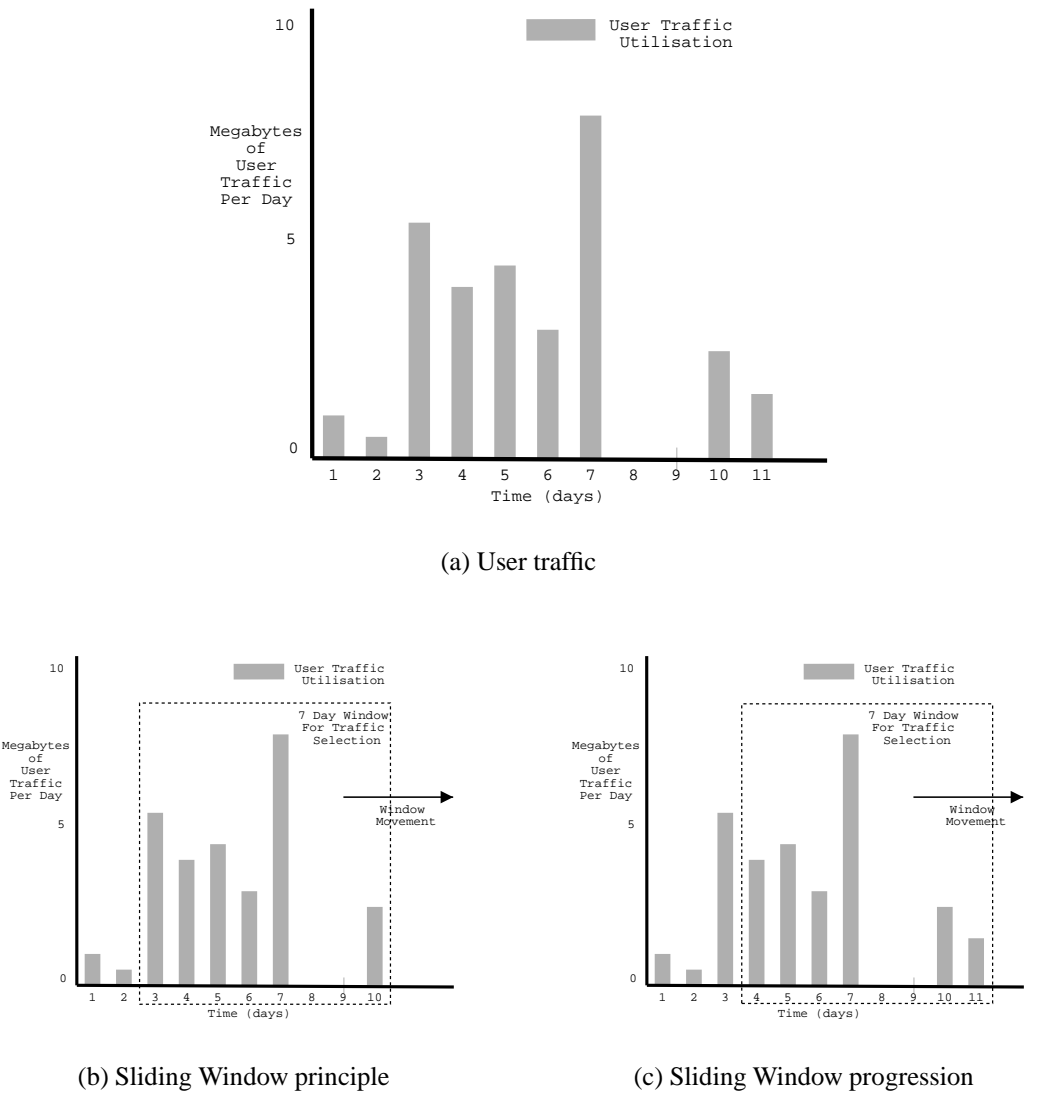 10
User Traffic
Utilisation
Megabytes
of
User
Traffic
Per Day
5
0
1 2 3 4 5 6 7 8 9 10 11
Time (days)
(a) User traffic
10
User Traffic
Utilisation
7 Day Window
For Traffic
Selection
Megabytes
of
User
Traffic
Per Day
Window
Movement
5
0
1 2 3 4 5 6 7 8 9 10
Time (days)
(b) Sliding Window principle
10
User Traffic
Utilisation
7 Day Window
For Traffic
Selection
Megabytes
of
User
Traffic
Per Day
Window
Movement
5
0
1 2 3 4 5 6 7 8 9 10 11
Time (days)
(c) Sliding Window progression